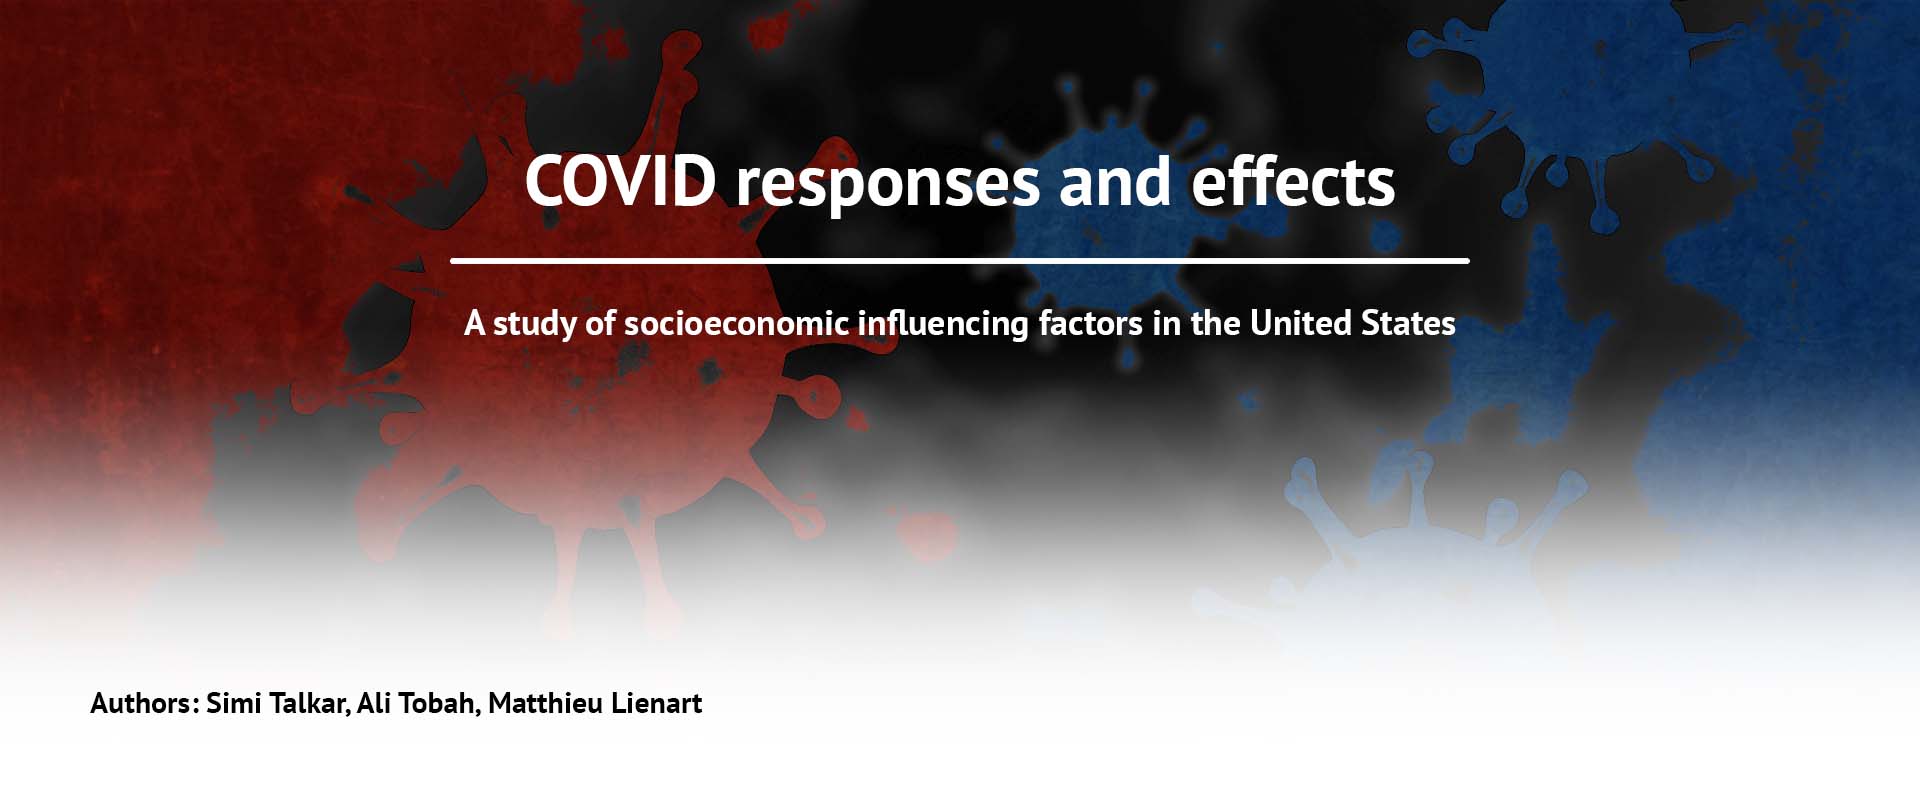 COVID responses and effects
A study of socioeconomic influencing factors in the United States
Authors: Simi Talkar, Ali Tobah, Matthieu Lienart